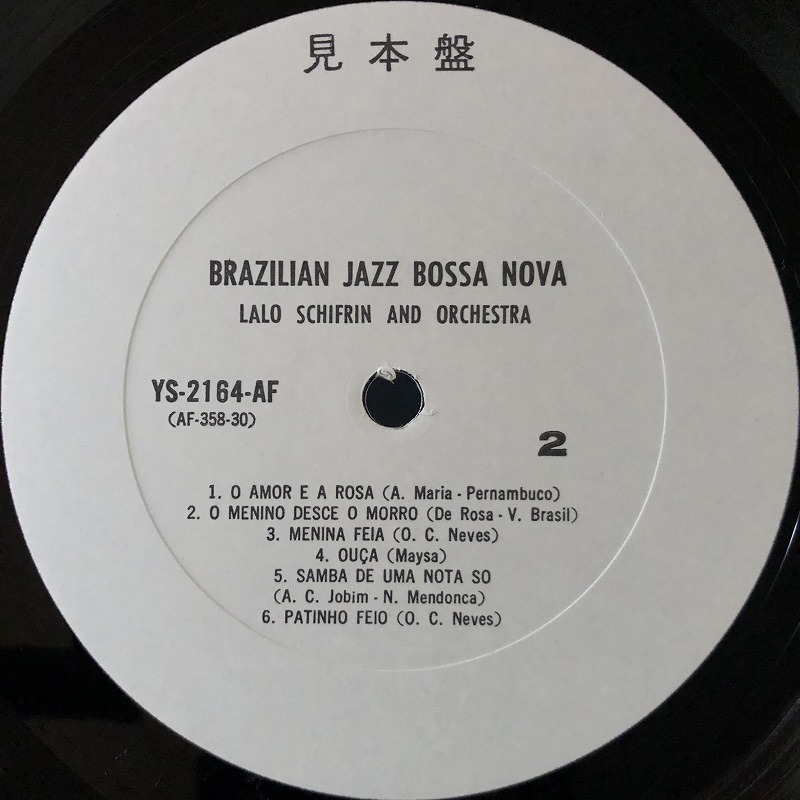 見本盤
BRAZILIAN JAZZ BOSSA NOVA
LALO SCHIFRIN AND ORCHESTRA
YS-2164-AF
(AF-358-30)
2
1. O AMOR E A ROSA (A. Maria - Pernambuco)
2. O MENINO DESCE O MORRO (De Rosa - V. Brasil)
3. MENINA FEIA (O. C. Neves)
4. OUÇA (Maysa)
5. SAMBA DE UMA NOTA SO
(A. C. Jobim - N. Mendonca)
6. PATINHO FEIO (O. C. Neves)